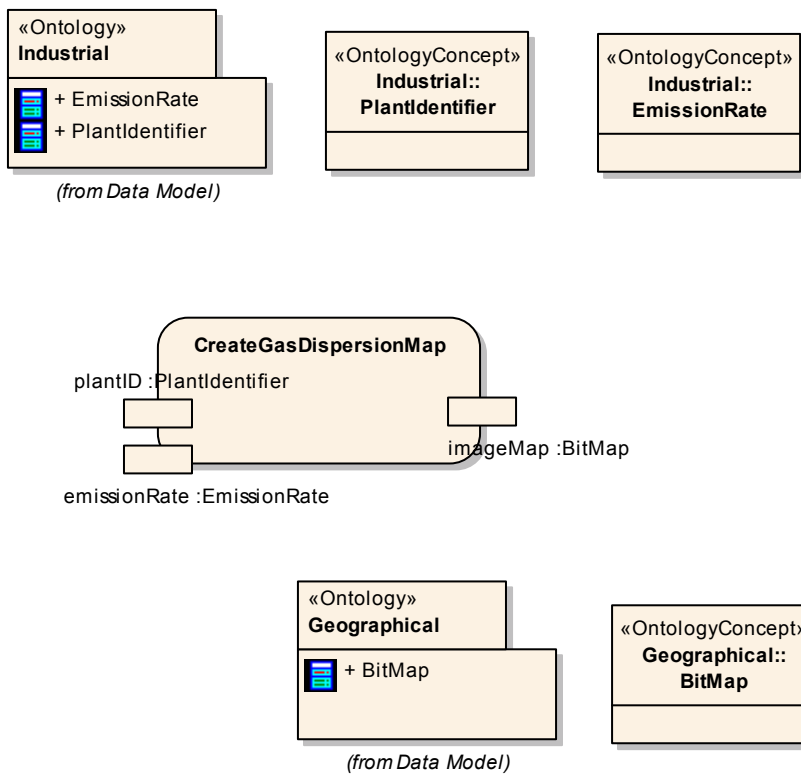 «Ontology»
Industrial
+ EmissionRate
+ PlantIdentifier
(from Data Model)
«OntologyConcept»
Industrial::
PlantIdentifier
«OntologyConcept»
Industrial::
EmissionRate
CreateGasDispersionMap
plantID :PlantIdentifier
imageMap :BitMap
emissionRate :EmissionRate
«Ontology»
Geographical
+ BitMap
(from Data Model)
«OntologyConcept»
Geographical::
BitMap